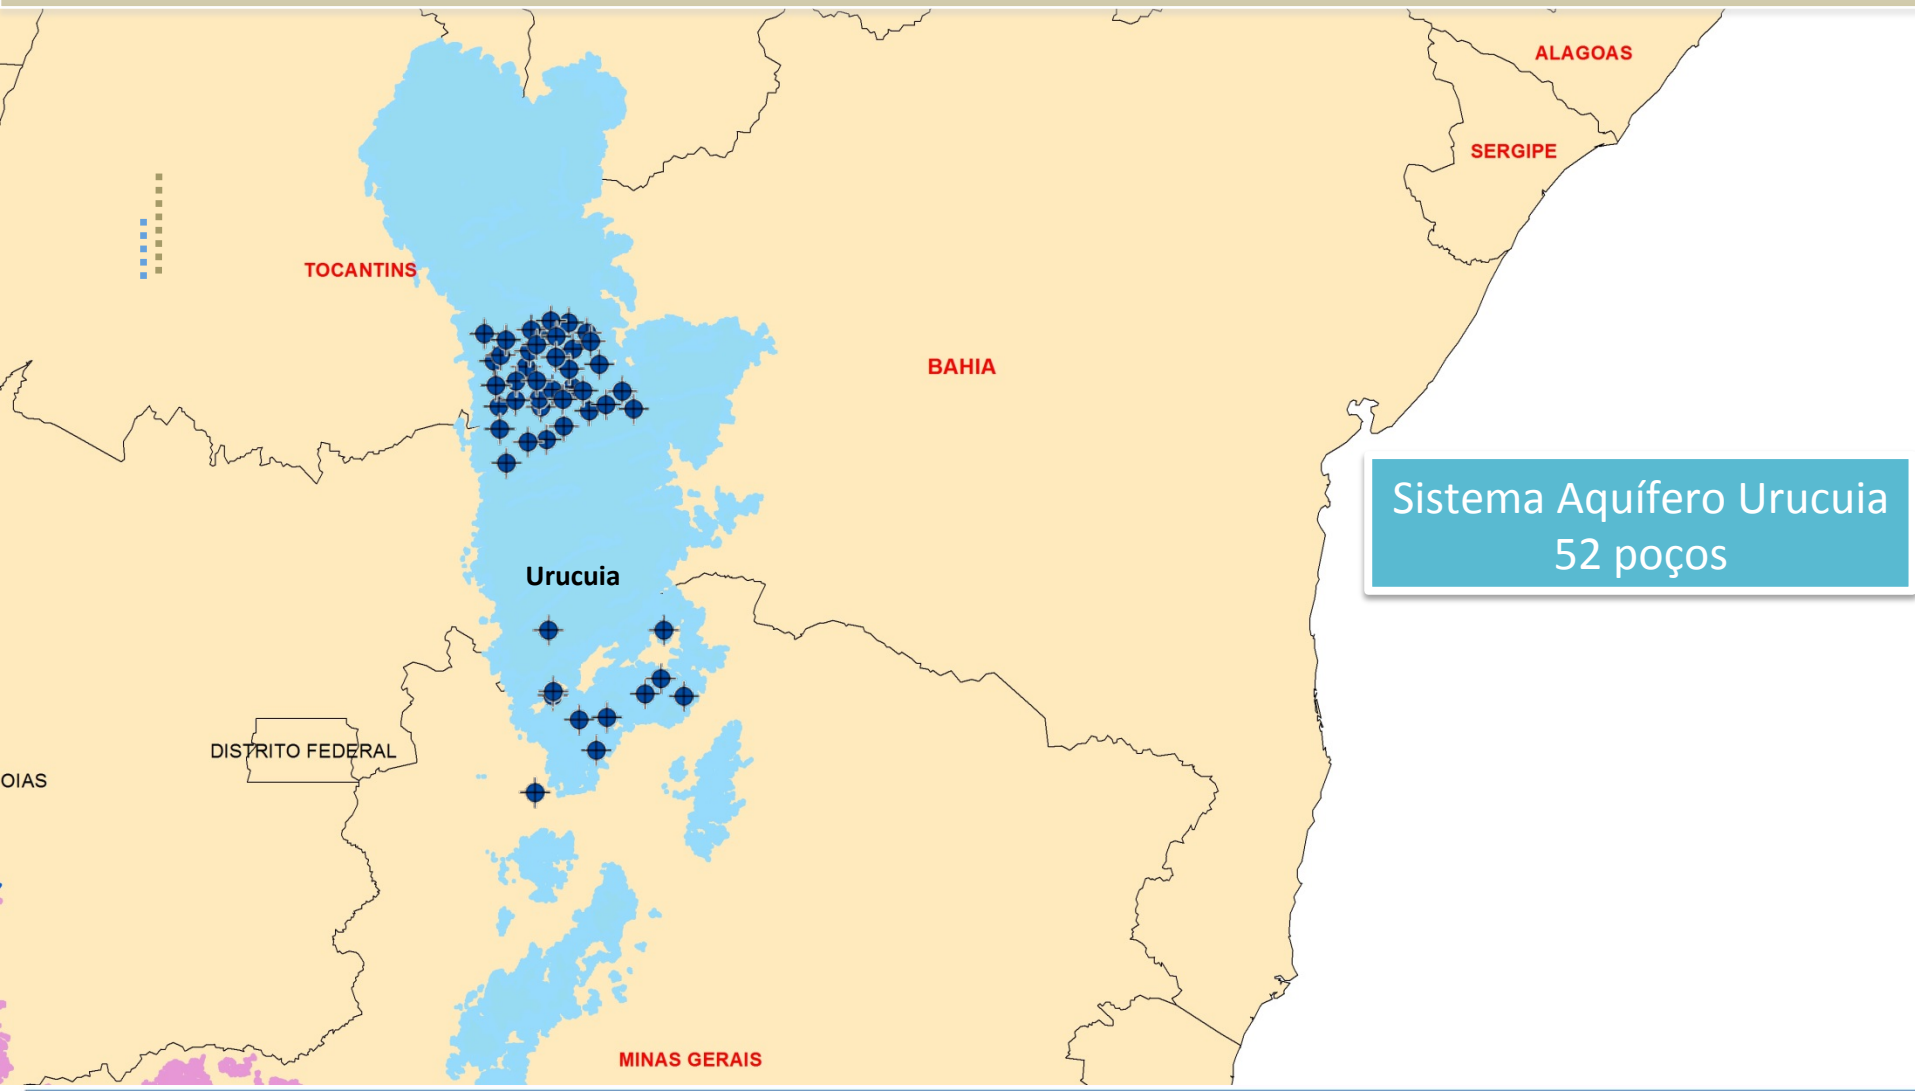 ALAGOAS
SERGIPE
TOCANTINS
BAHIA
Sistema Aquífero Urucuia
52 poços
Urucuia
DISTRITO FEDERAL
OIAS
MINAS GERAIS